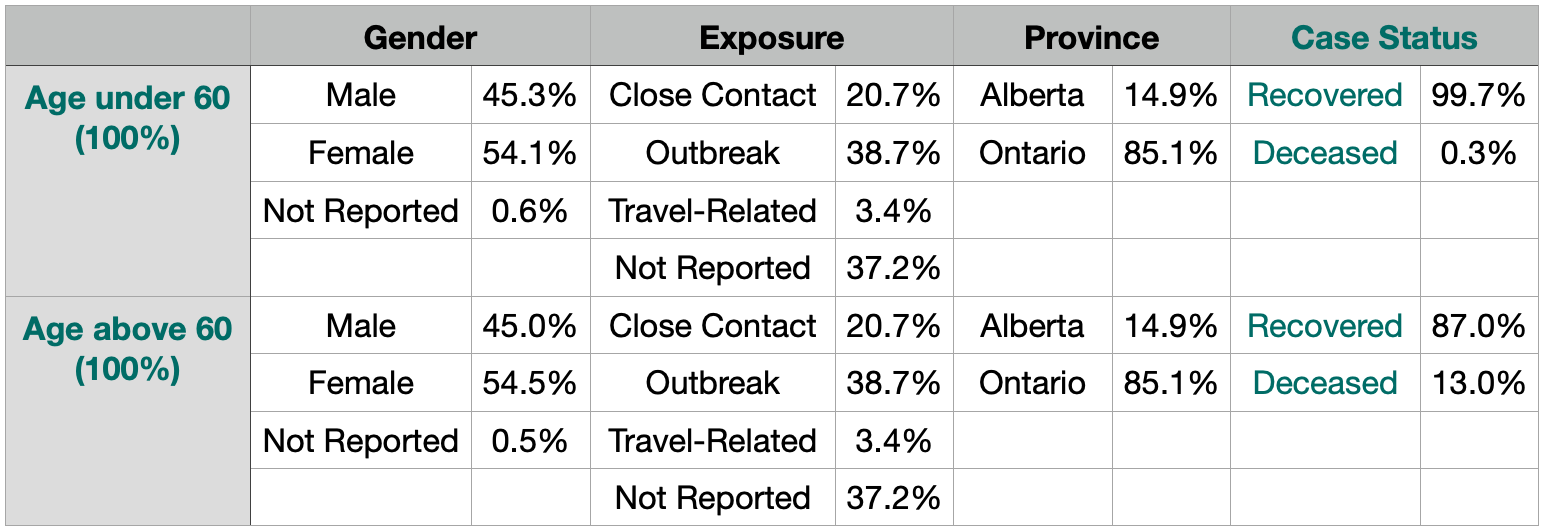 Gender Exposure Province Case Status
Age under 60 Male 45.3% Close Contact 20.7% Alberta 14.9% Recovered 99.7%
(100%) Female 54.1% Outbreak 38.7% Ontario 85.1% Deceased 0.3%
Not Reported 0.6% Travel-Related 3.4%
Not Reported 37.2%
Age above 60 Male 45.0% Close Contact 20.7% Alberta 14.9% Recovered 87.0%
(100%) Female 54.5% Outbreak 38.7% Ontario 85.1% Deceased 13.0%
Not Reported 0.5% Travel-Related 3.4%
Not Reported 37.2%